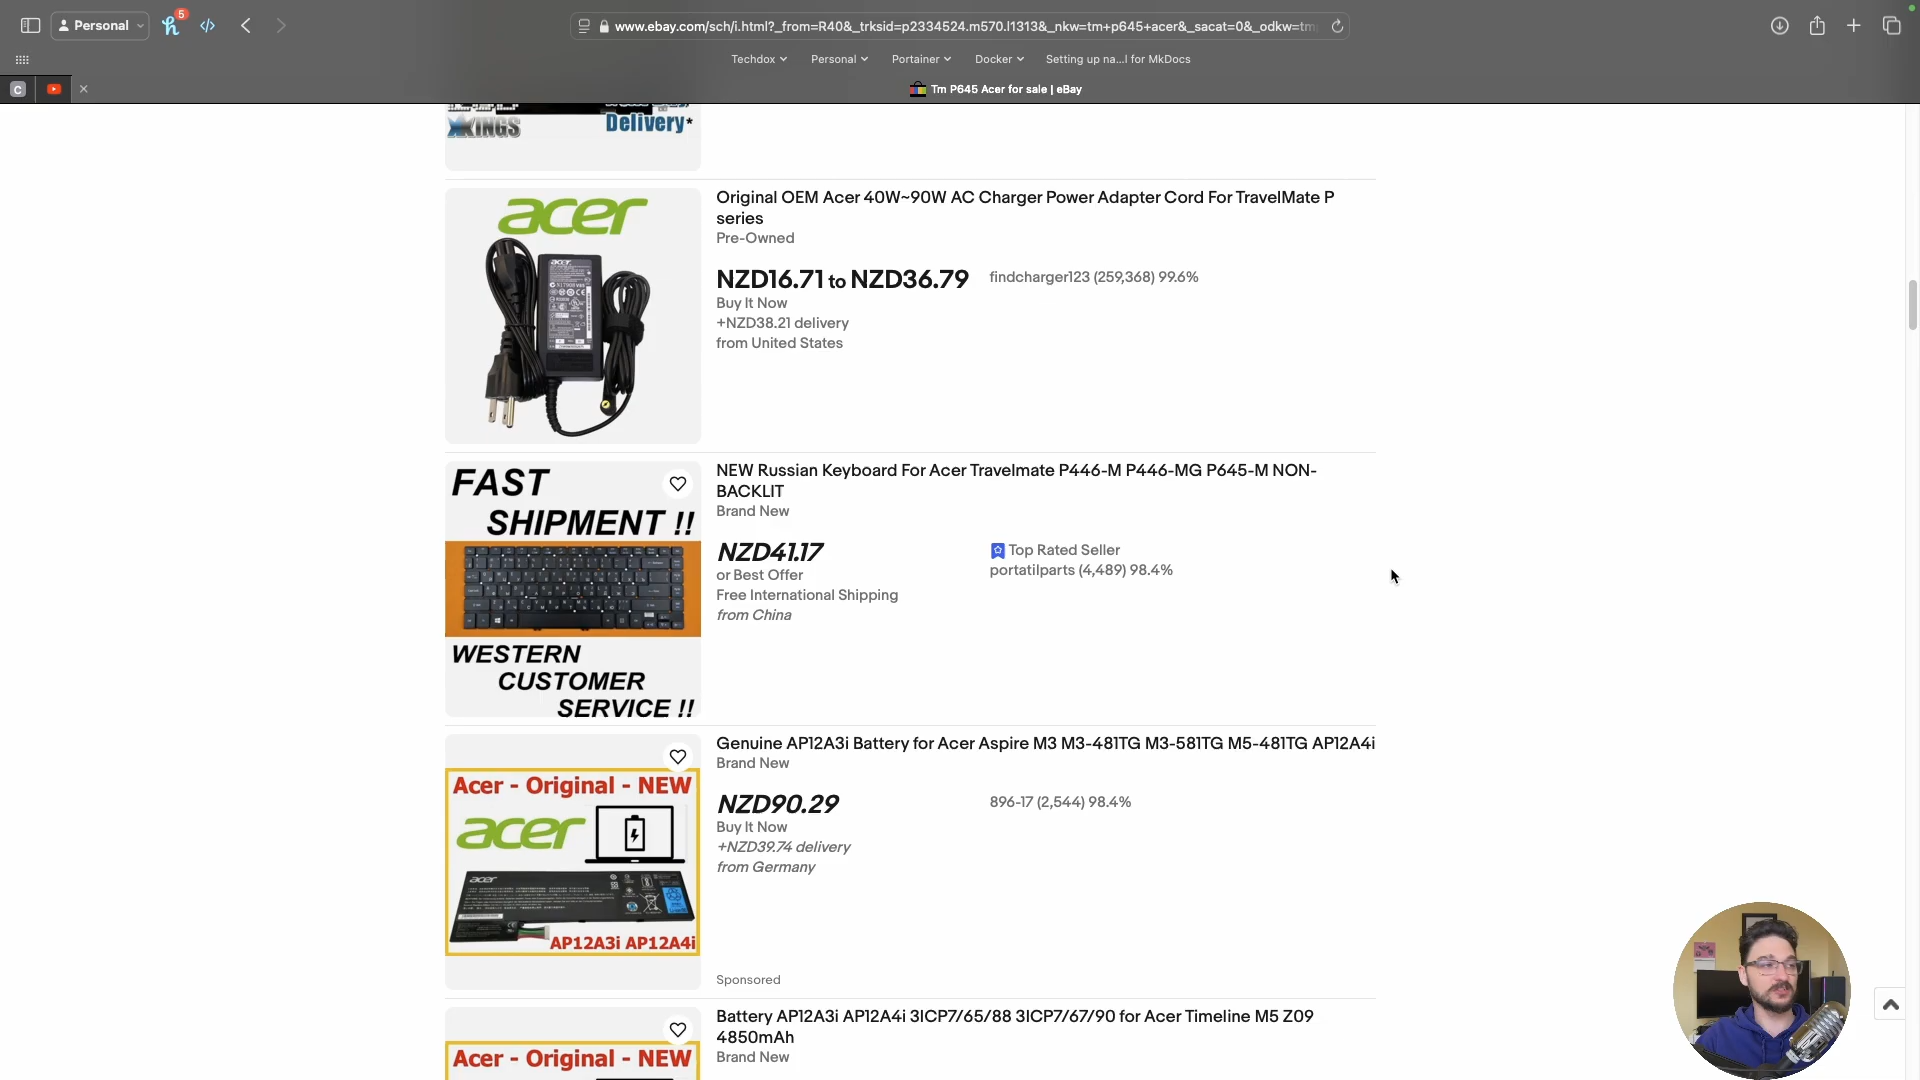 Personal
5
</>
www.ebay.com/sch/i.html?_from=R40&_trksid=p2334524.m570.l1313&_nkw=tm+p645+acer&_sacat=0&_odkw=tm
Techdox
Personal
Portainer
Docker
Setting up na...l for MkDocs
C
Tm P645 Acer for sale | eBay
KINGS
Delivery*
acer
Original OEM Acer 40W~90W AC Charger Power Adapter Cord For TravelMate P
series
Pre-Owned
NZD16.71 to NZD36.79
findcharger123 (259,368) 99.6%
Buy It Now
+NZD38.21 delivery
from United States
FAST
SHIPMENT !!
WESTERN
CUSTOMER
SERVICE !!
NEW Russian Keyboard For Acer Travelmate P446-M P446-MG P645-M NON-
BACKLIT
Brand New
NZD41.17
Top Rated Seller
or Best Offer
portatilparts (4,489) 98.4%
Free International Shipping
from China
Acer - Original - NEW
acer
acer
AP12A3i AP12A4i
Genuine AP12A3i Battery for Acer Aspire M3 M3-481TG M3-581TG M5-481TG AP12A4i
Brand New
NZD90.29
896-17 (2,544) 98.4%
Buy It Now
+NZD39.74 delivery
from Germany
Sponsored
Acer - Original - NEW
Battery AP12A3i AP12A4i 3ICP7/65/88 3ICP7/67/90 for Acer Timeline M5 Z09
4850mAh
Brand New